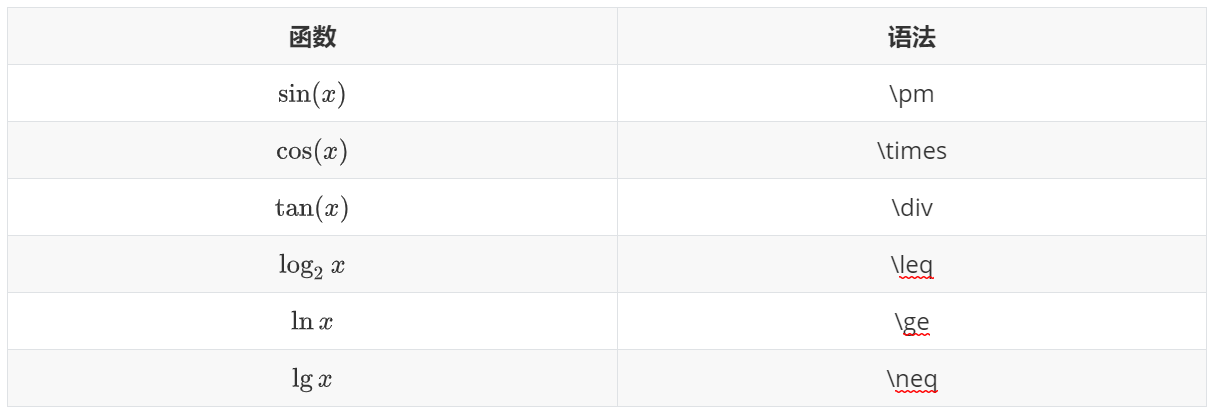 函数 语法
sin(x) \pm
cos(x) \times
tan(x) \div
log₂ x \leq
ln x \ge
lg x \neq